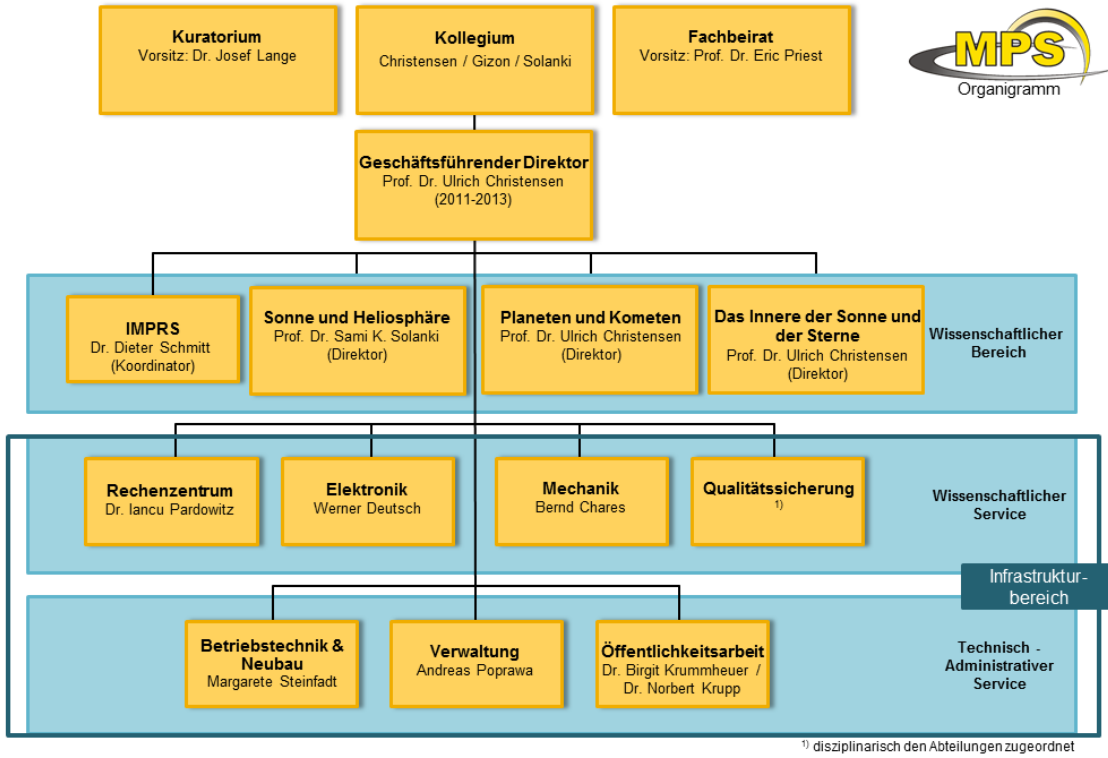 Kuratorium
Vorsitz: Dr. Josef Lange
Kollegium
Christensen / Gizon / Solanki
Fachbeirat
Vorsitz: Prof. Dr. Eric Priest
MPS
Organigramm
Geschäftsführender Direktor
Prof. Dr. Ulrich Christensen
(2011-2013)
IMPRS
Dr. Dieter Schmitt
(Koordinator)
Sonne und Heliosphäre
Prof. Dr. Sami K. Solanki
(Direktor)
Planeten und Kometen
Prof. Dr. Ulrich Christensen
(Direktor)
Das Innere der Sonne und
der Sterne
Prof. Dr. Ulrich Christensen
(Direktor)
Wissenschaftlicher
Bereich
Rechenzentrum
Dr. Iancu Pardowitz
Elektronik
Werner Deutsch
Mechanik
Bernd Chares
Qualitätssicherung
1)
Wissenschaftlicher
Service
Infrastruktur-
bereich
Betriebstechnik &
Neubau
Margarete Steinfadt
Verwaltung
Andreas Poprawa
Öffentlichkeitsarbeit
Dr. Birgit Krummheuer /
Dr. Norbert Krupp
Technisch -
Administrativer
Service
1) disziplinarisch den Abteilungen zugeordnet